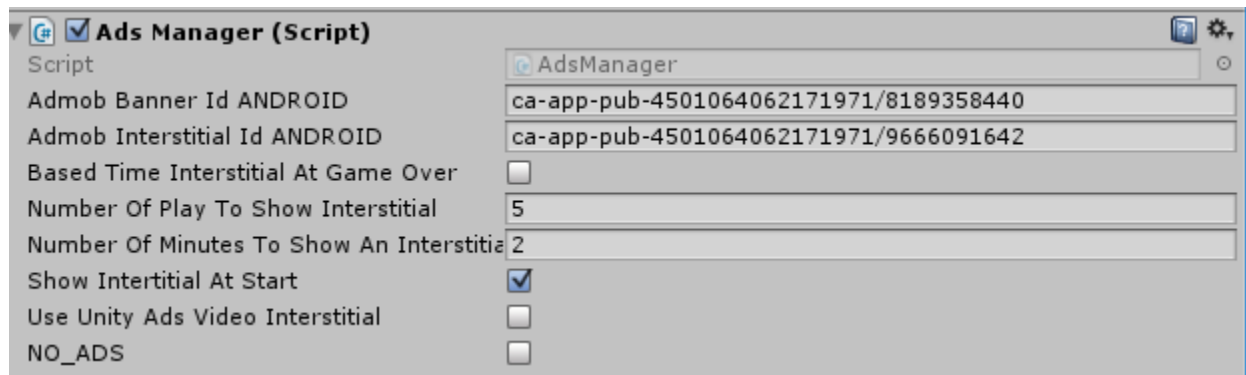 Ads Manager (Script)
Script AdsManager
Admob Banner Id ANDROID ca-app-pub-4501064062171971/8189358440
Admob Interstitial Id ANDROID ca-app-pub-4501064062171971/9666091642
Based Time Interstitial At Game Over
Number Of Play To Show Interstitial 5
Number Of Minutes To Show An Interstitia 2
Show Intertitial At Start
Use Unity Ads Video Interstitial
NO_ADS